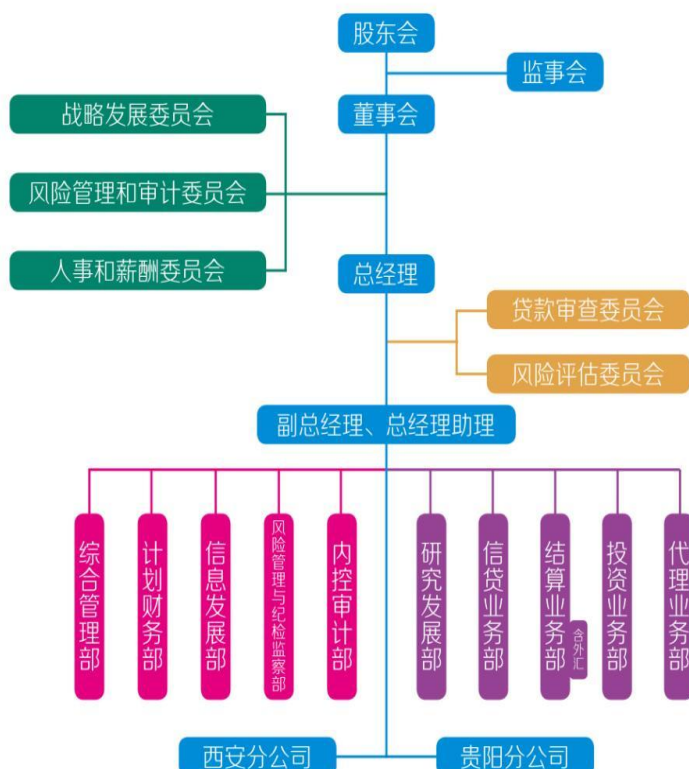 股东会
监事会
董事会
战略发展委员会
风险管理和审计委员会
人事和薪酬委员会
总经理
贷款审查委员会
风险评估委员会
副总经理、总经理助理
综合管理部
计划财务部
信息发展部
风险管理与纪检监察部
内控审计部
研究发展部
信贷业务部
结算业务部
含外汇
投资业务部
代理业务部
西安分公司
贵阳分公司